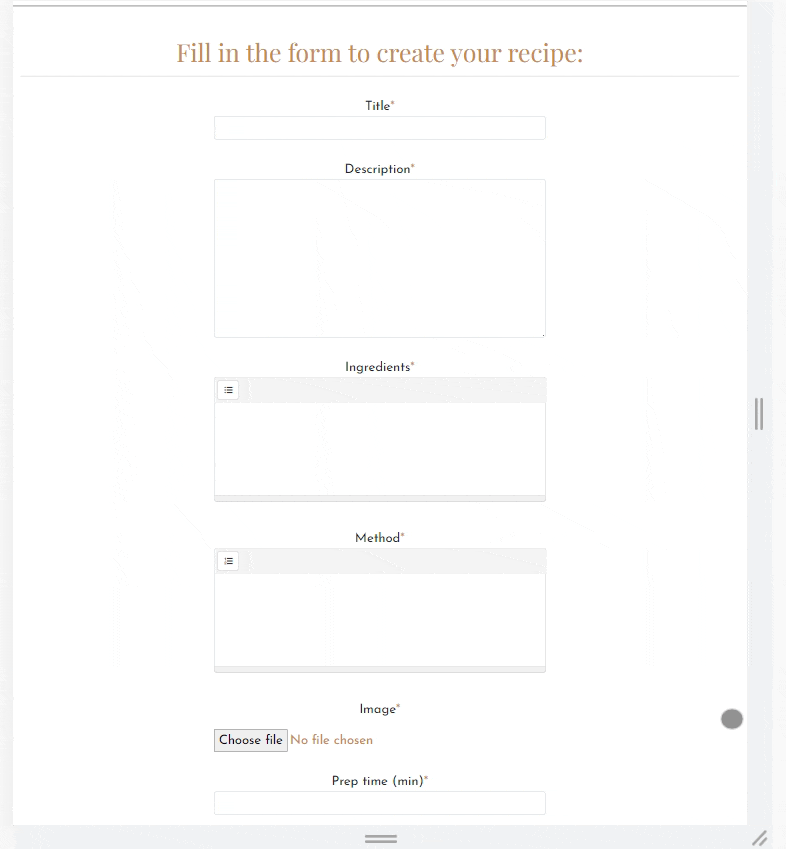 Fill in the form to create your recipe:
Title*
Description*
Ingredients*
Method*
Image*
Choose file No file chosen
Prep time (min)*